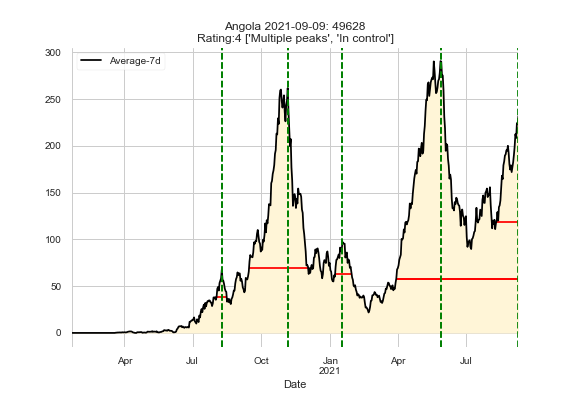 Angola 2021-09-09: 49628
Rating:4 ['Multiple peaks', 'In control']
Average-7d
300
250
200
150
100
50
0
Apr Jul Oct Jan Apr Jul
2021
Date